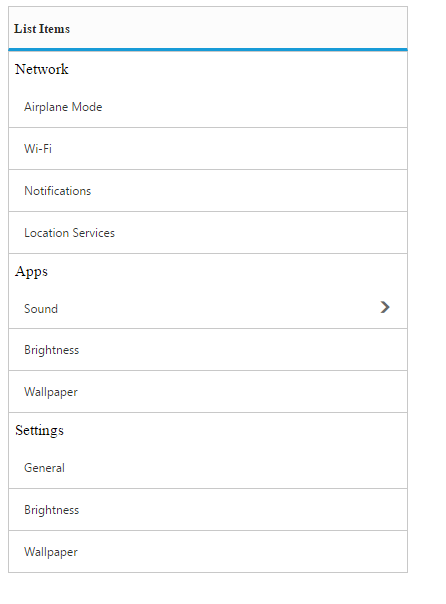 List Items
Network
Airplane Mode
Wi-Fi
Notifications
Location Services
Apps
Sound
Brightness
Wallpaper
Settings
General
Brightness
Wallpaper